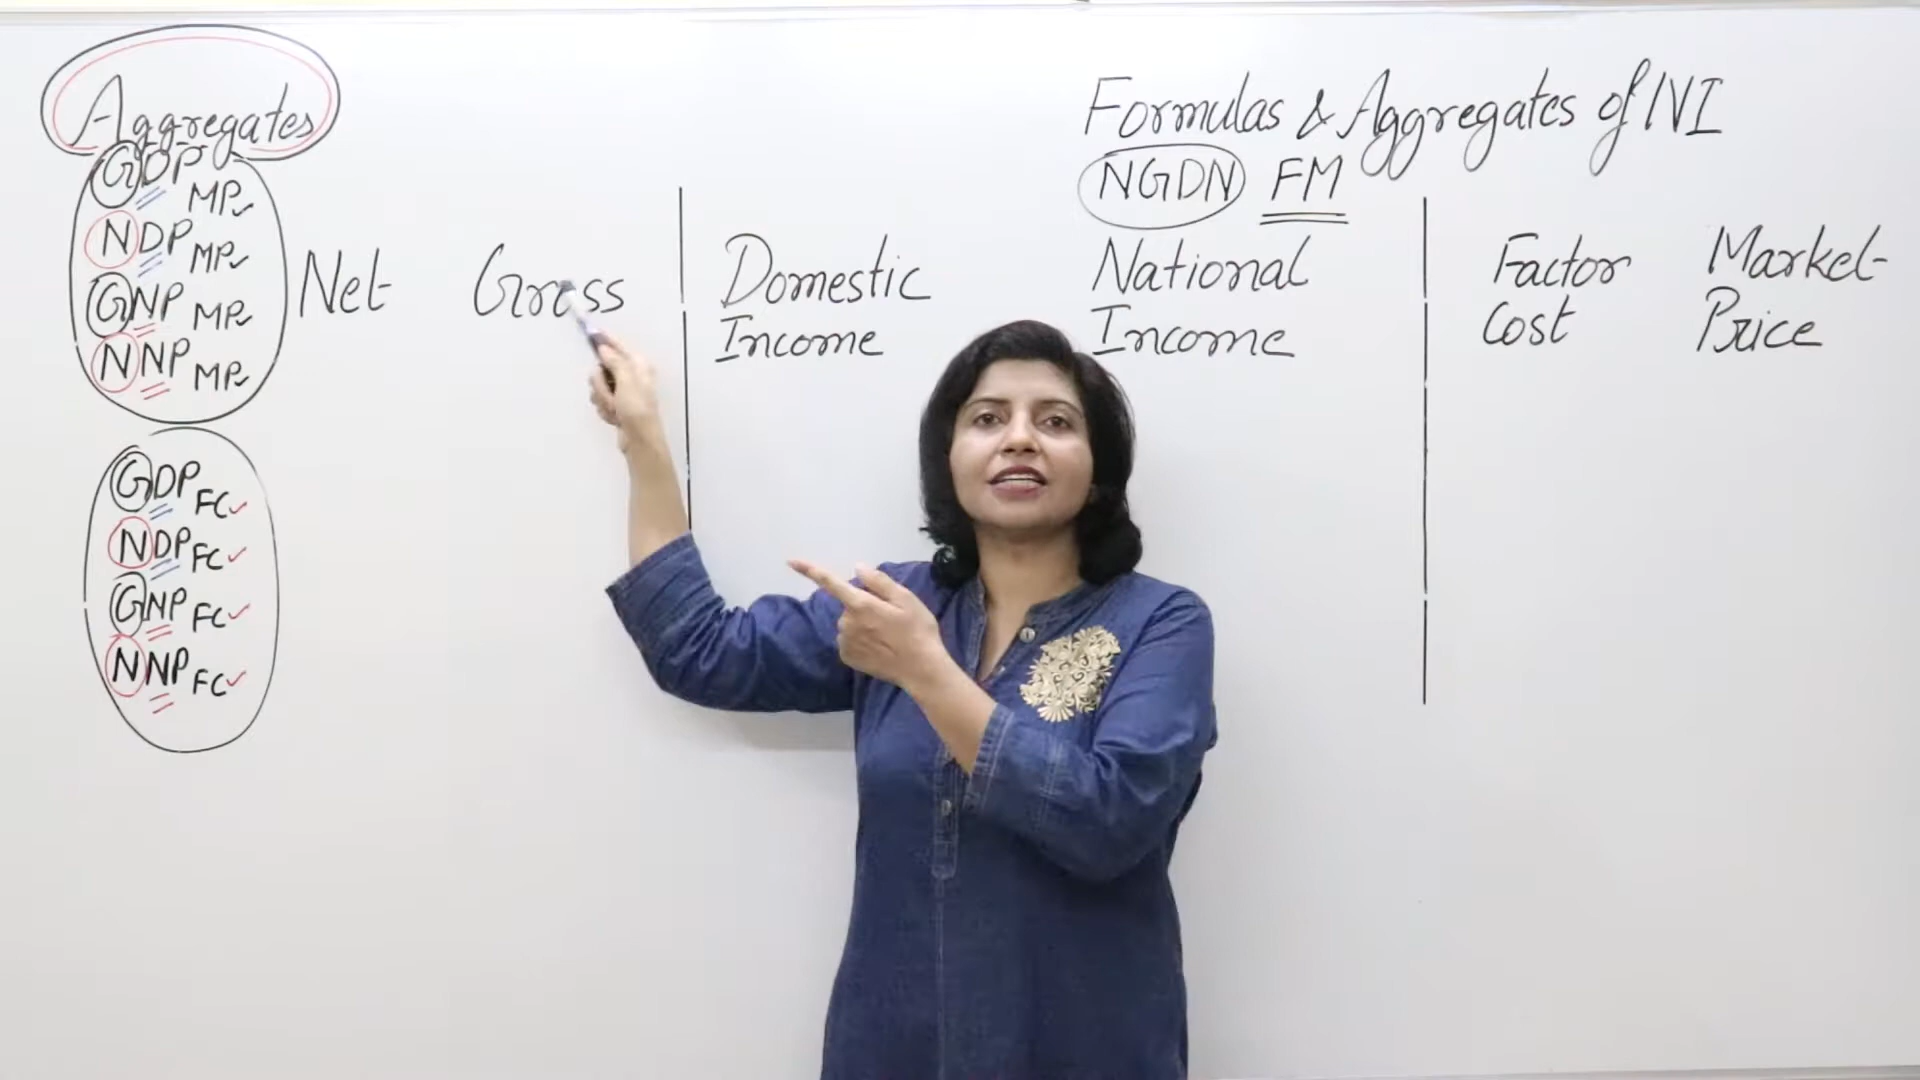 Aggregates
GDP MP
NDP MP
GNP MP
NNP MP
GDP FC
NDP FC
GNP FC
NNP FC
Formulas & Aggregates of NI
NGDN FM
Net Gross
Domestic
Income
National
Income
Factor
Cost
Market
Price